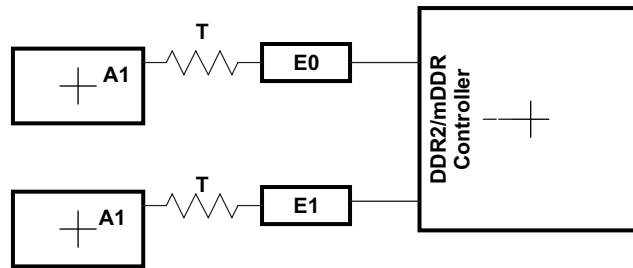 T
A1
E0
DDR2/mDDR
Controller
T
A1
E1